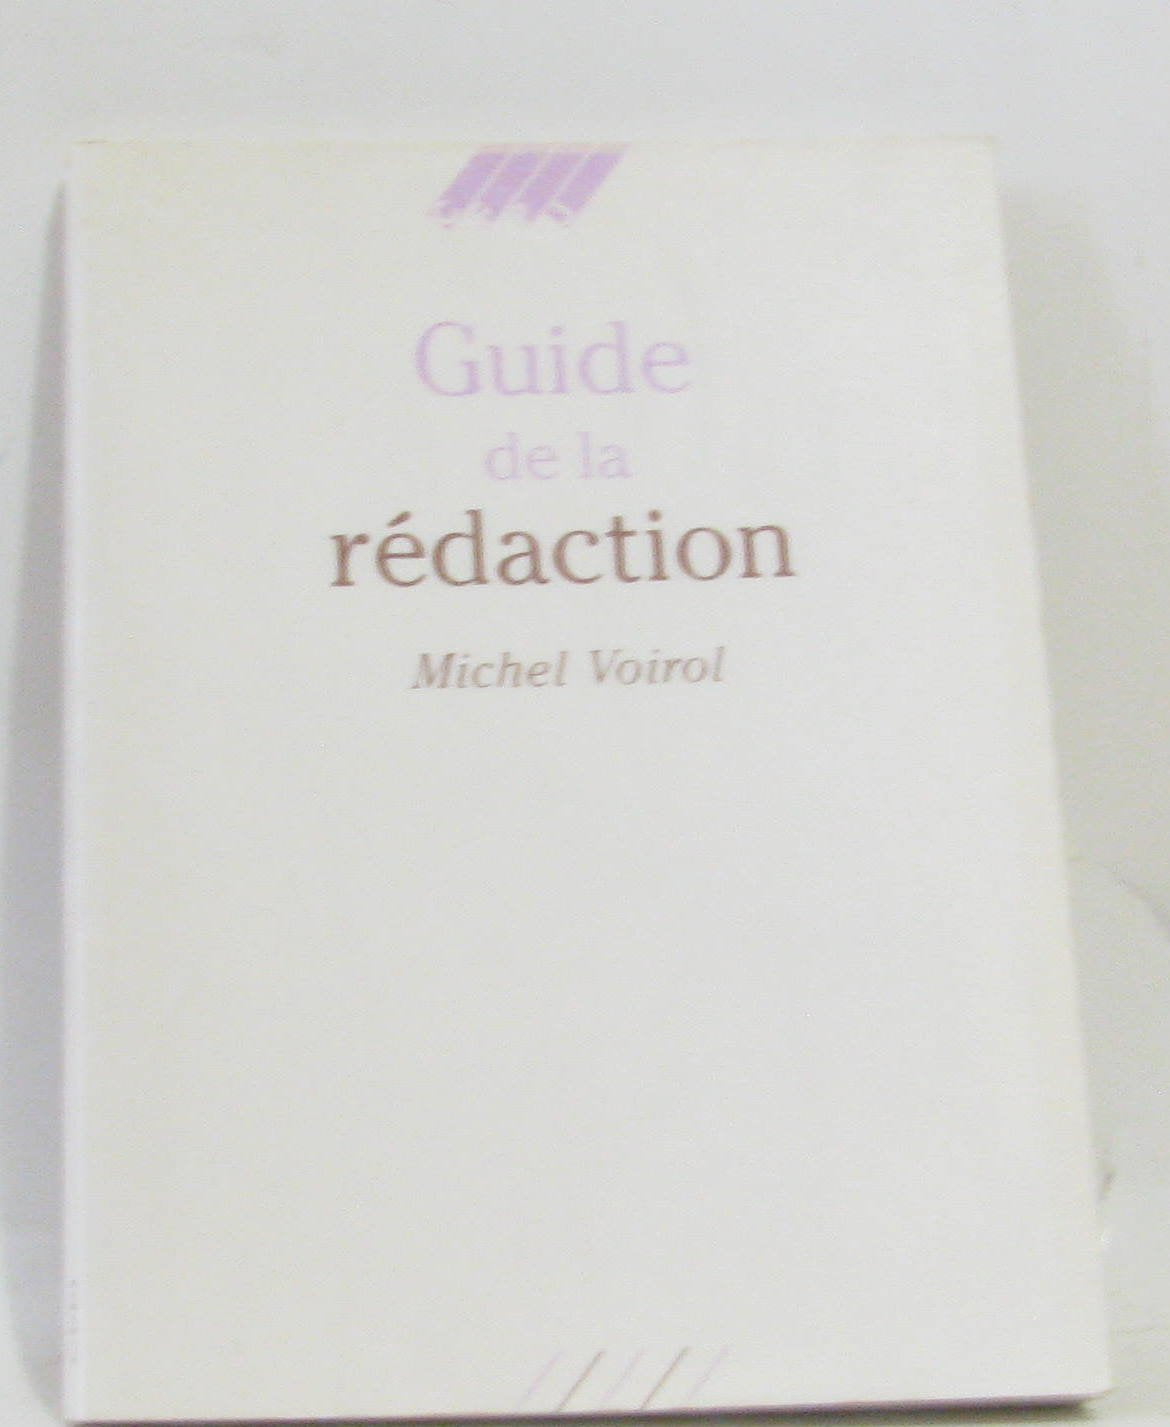 Guide
de la
rédaction
Michel Voirol